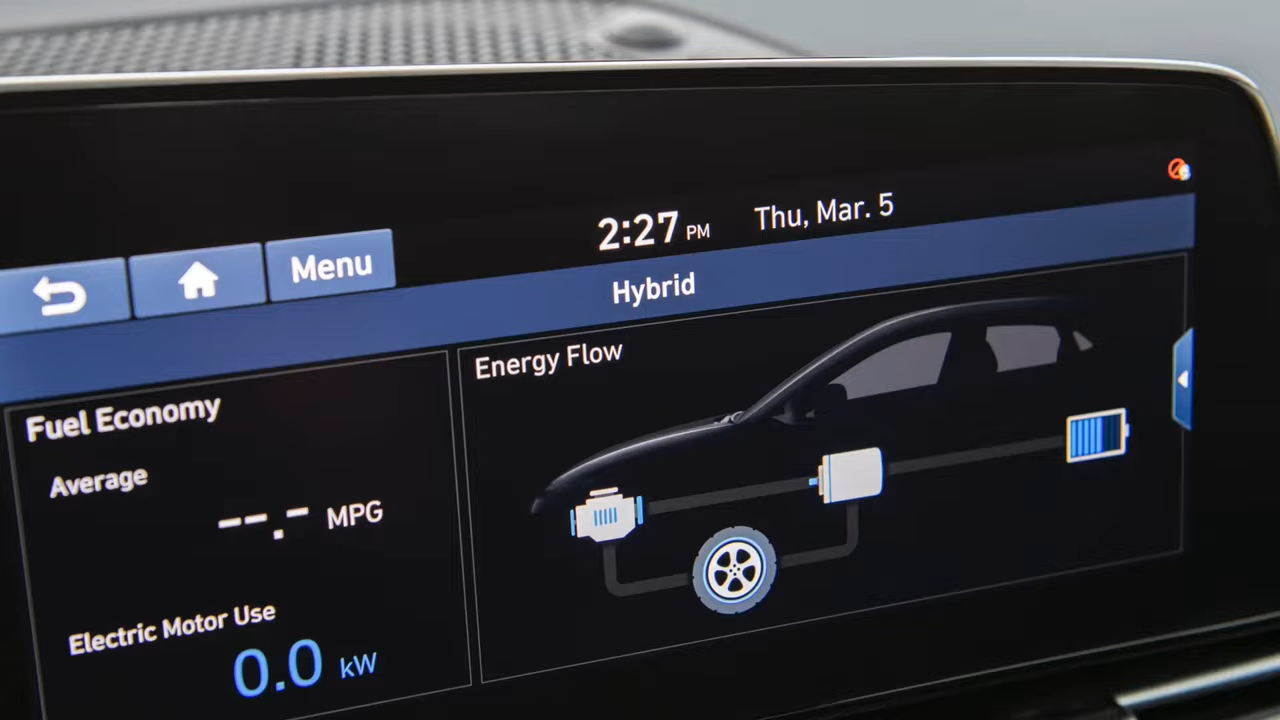 2:27 PM Thu, Mar. 5
Menu
Hybrid
Fuel Economy
Average
--.- MPG
Electric Motor Use
0.0 kW
Energy Flow